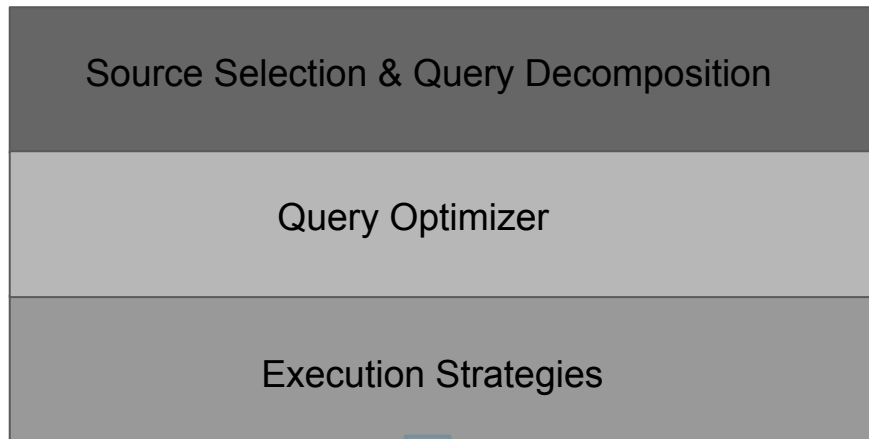 Source Selection & Query Decomposition
Query Optimizer
Execution Strategies